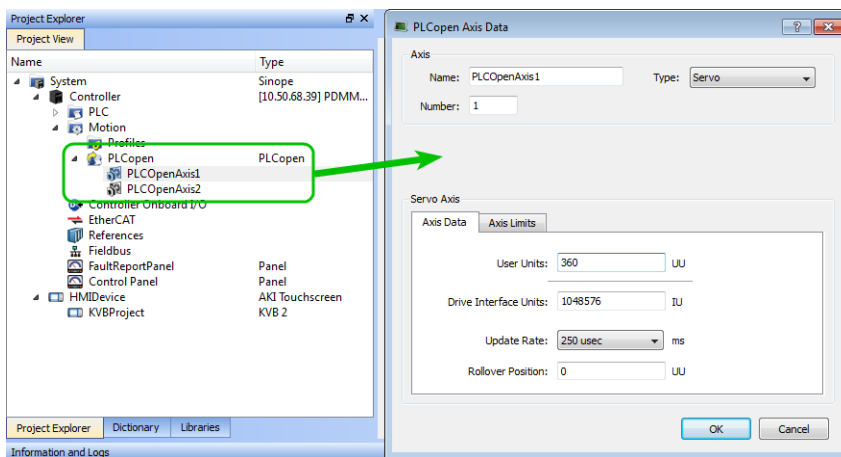 Project Explorer
Project View
Name Type
System Sinope
Controller [10.50.68.39] PDMM...
PLC
Motion
Profiles
PLCopen PLCopen
PLCOpenAxis1
PLCOpenAxis2
Controller Onboard I/O
EtherCAT
References
Fieldbus
FaultReportPanel Panel
Control Panel Panel
HMIDevice AKI Touchscreen
KVBProject KVB 2
Project Explorer Dictionary Libraries
Information and Logs
PLCopen Axis Data
Axis
Name: PLCOpenAxis1 Type: Servo
Number: 1
Servo Axis
Axis Data Axis Limits
User Units: 360 UU
Drive Interface Units: 1048576 IU
Update Rate: 250 usec ms
Rollover Position: 0 UU
OK Cancel